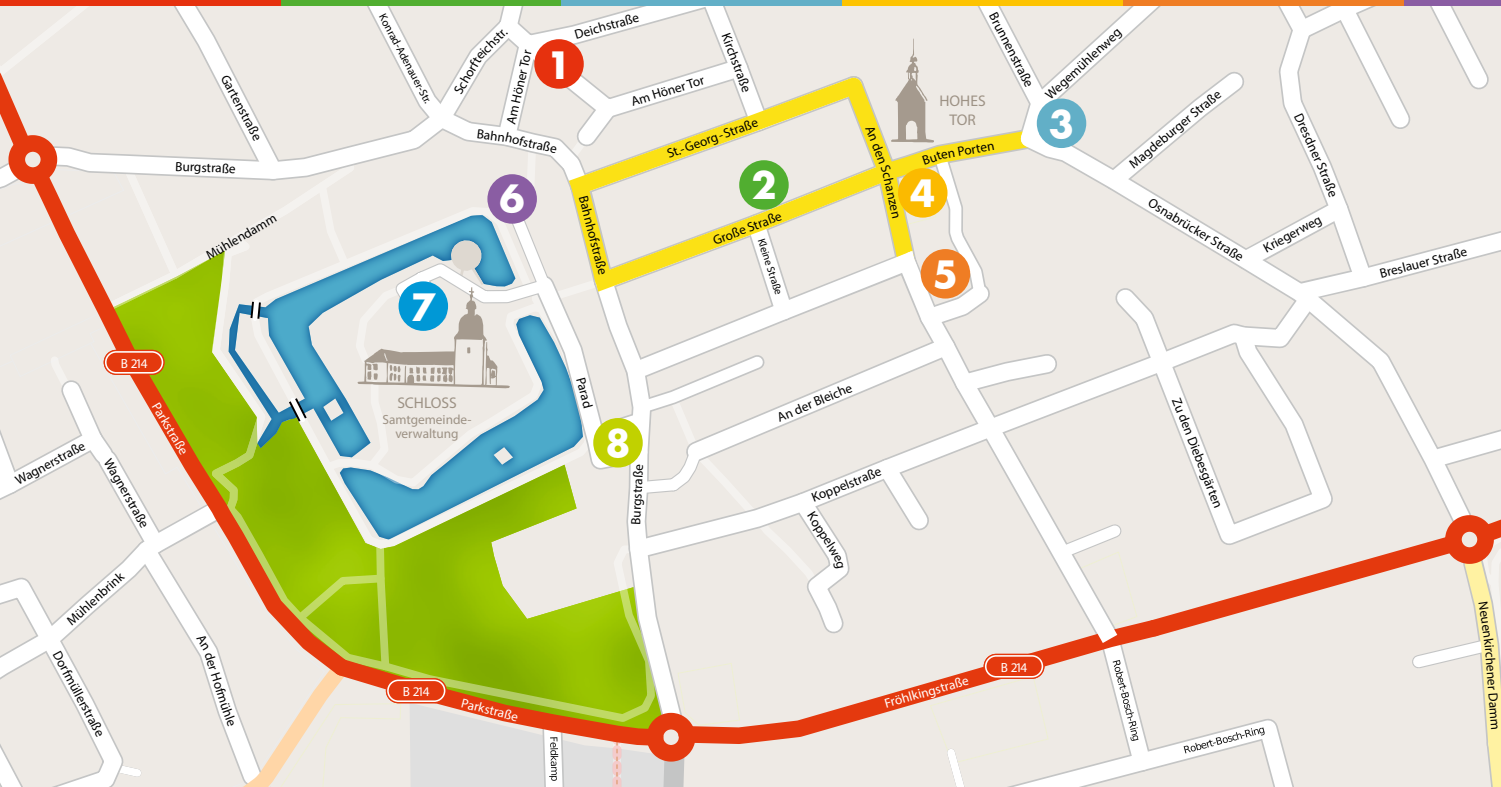 Konrad-Adenauer-Str.
Schorfteichstr.
Deichstraße
Am Höner Tor
1
Kirchstraße
Am Höner Tor
Gartenstraße
Burgstraße
Bahnhofstraße
St.-Georg-Straße
An den Schanzen
HOHES
TOR
Buten Porten
Brunnenstraße
Wegemühlenweg
3
Magdeburger Straße
Dresdner Straße
Osnabrücker Straße
Kriegerweg
Breslauer Straße
6
2
4
Bahnhofstraße
Große Straße
Kleine Straße
5
Mühlendamm
7
SCHLOSS
Samtgemeinde-
verwaltung
Parad
8
B 214
Parkstraße
An der Bleiche
Zu den Diebesgärten
Wagnerstraße
Wagnerstraße
Burgstraße
Koppelstraße
Koppelweg
Mühlenbrink
An der Hofmühle
Dorfmüllerstraße
B 214
Parkstraße
Feldkamp
Fröhlkingstraße
B 214
Robert-Bosch-Ring
Robert-Bosch-Ring
Neuenkirchener Damm